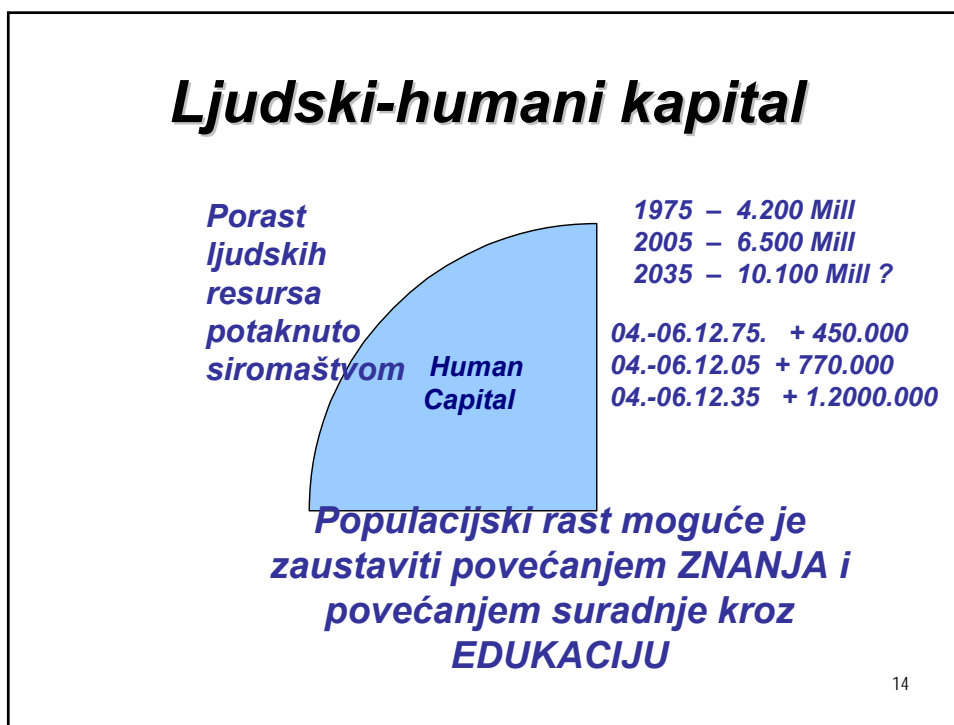 Ljudski-humani kapital
Porast
ljudskih
resursa
potaknuto
siromaštvom
Human
Capital
1975 – 4.200 Mill
2005 – 6.500 Mill
2035 – 10.100 Mill ?
04.-06.12.75. + 450.000
04.-06.12.05 + 770.000
04.-06.12.35 + 1.2000.000
Populacijski rast moguće je
zaustaviti povećanjem ZNANJA i
povećanjem suradnje kroz
EDUKACIJU
14